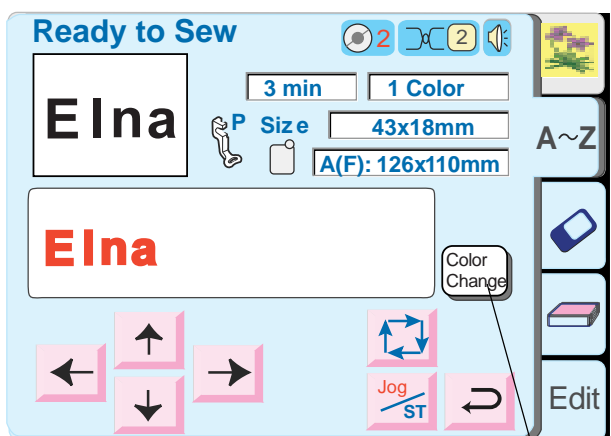 Ready to Sew
2
2
Elna
3 min
1 Color
P
Size
43x18mm
A(F): 126x110mm
A~Z
Elna
Color
Change
Jog
ST
Edit